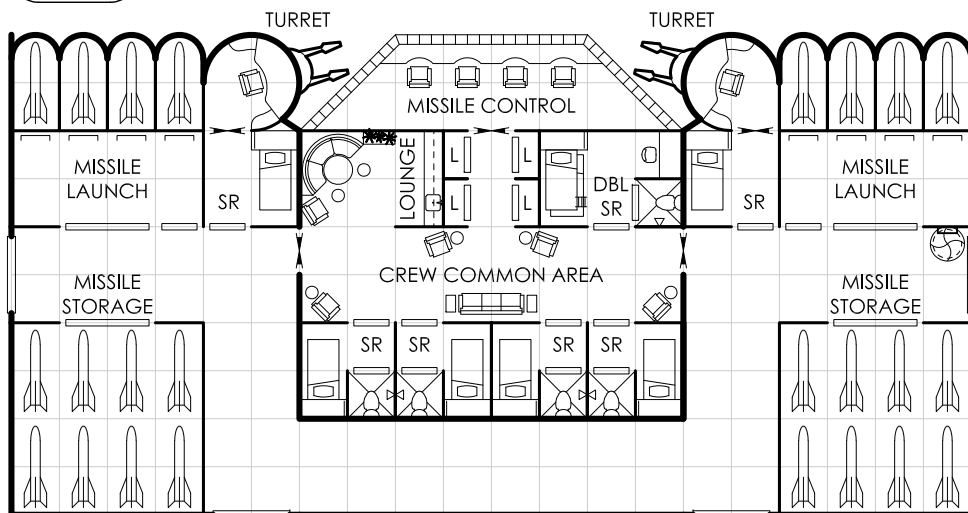 TURRET
TURRET
MISSILE CONTROL
MISSILE
LAUNCH
SR
LOUNGE
L
L
L
L
DBL
SR
SR
MISSILE
LAUNCH
MISSILE
STORAGE
CREW COMMON AREA
MISSILE
STORAGE
SR
SR
SR
SR